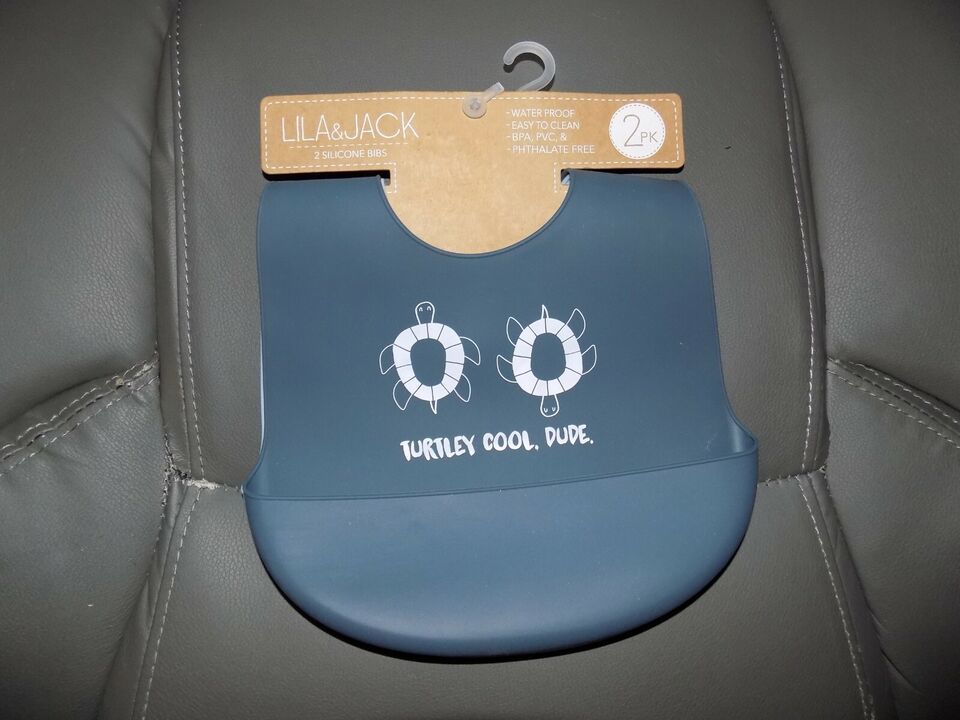 LILA&JACK
2 SILICONE BIBS
-WATER PROOF
-EASY TO CLEAN
-BPA, PVC, &
-PHTHALATE FREE
2PK
TURTLEY COOL, DUDE.